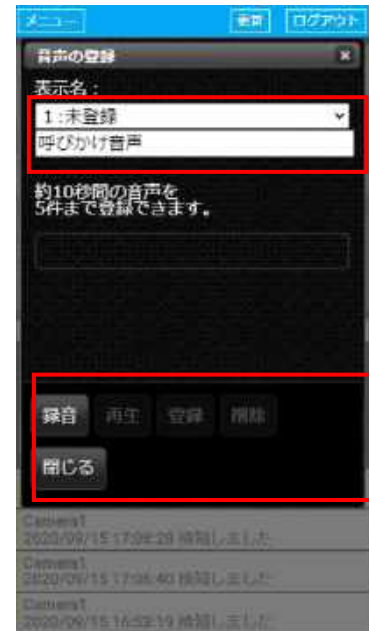 メニュー
更新
ログアウト
音声の登録
×
表示名:
1:未登録
呼びかけ音声
約10秒間の音声を
5件まで登録できます。
録音 再生 登録 削除
閉じる
Camera1
2020/09/15 17:08:28 検知しました
Camera1
2020/09/15 17:06:40 検知しました
Camera1
2020/09/15 16:53:19 検知しました